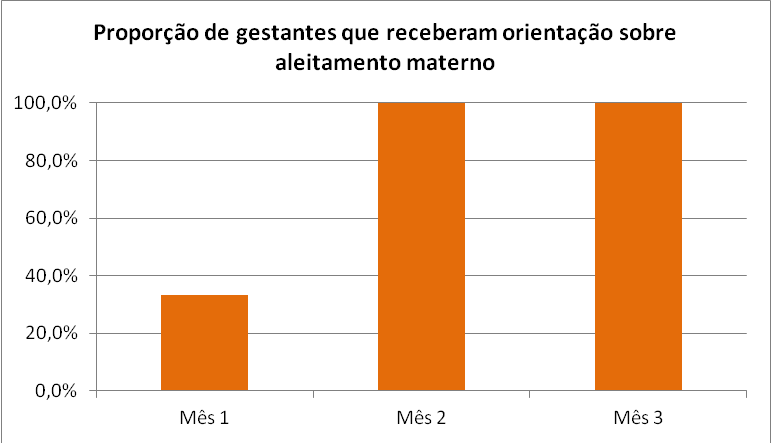 Proporção de gestantes que receberam orientação sobre
aleitamento materno
100,0%
80,0%
60,0%
40,0%
20,0%
0,0%
Mês 1
Mês 2
Mês 3